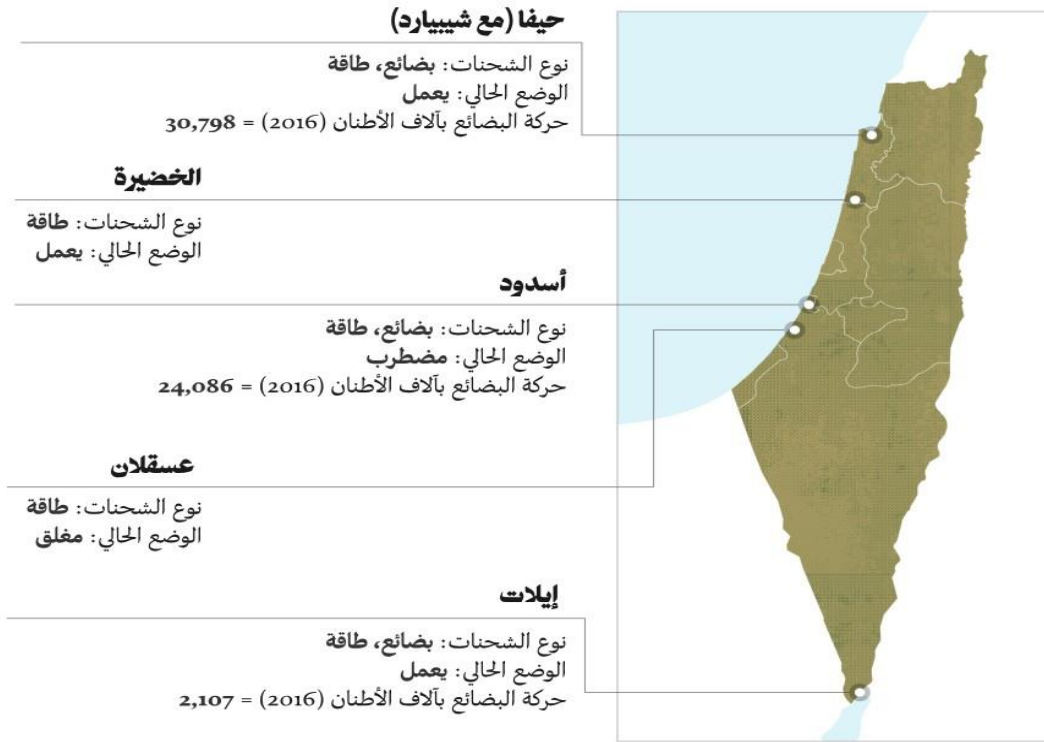 حيفا (مع شيبيارد)
نوع الشحنات: بضائع، طاقة
الوضع الحالي: يعمل
حركة البضائع بآلاف الأطنان (2016) = 30,798
الخضيرة
نوع الشحنات: طاقة
الوضع الحالي: يعمل
أسدود
نوع الشحنات: بضائع، طاقة
الوضع الحالي: مضطرب
حركة البضائع بآلاف الأطنان (2016) = 24,086
عسقلان
نوع الشحنات: طاقة
الوضع الحالي: مغلق
إيلات
نوع الشحنات: بضائع، طاقة
الوضع الحالي: يعمل
حركة البضائع بآلاف الأطنان (2016) = 2,107